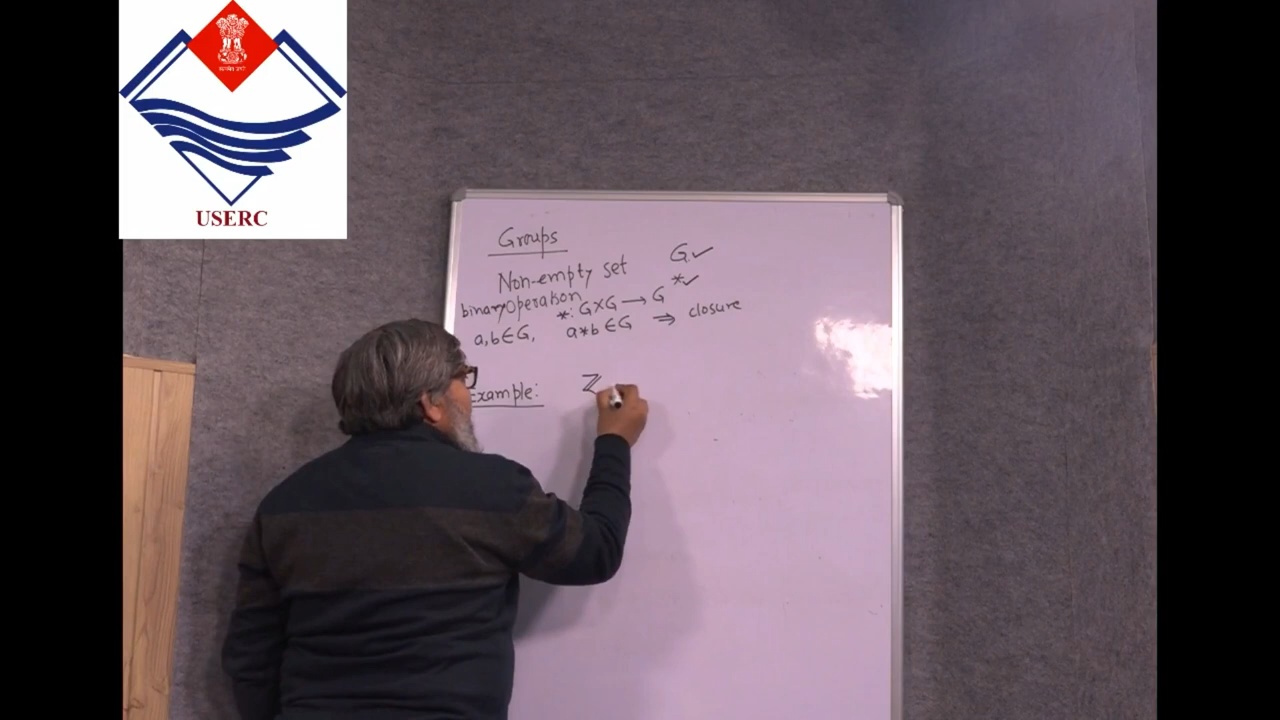 USERC
Groups
Non-empty set G ✓
binary operation *: G×G → G * ✓
a,b∈G, a*b ∈G ⇒ closure
Example: ℤ